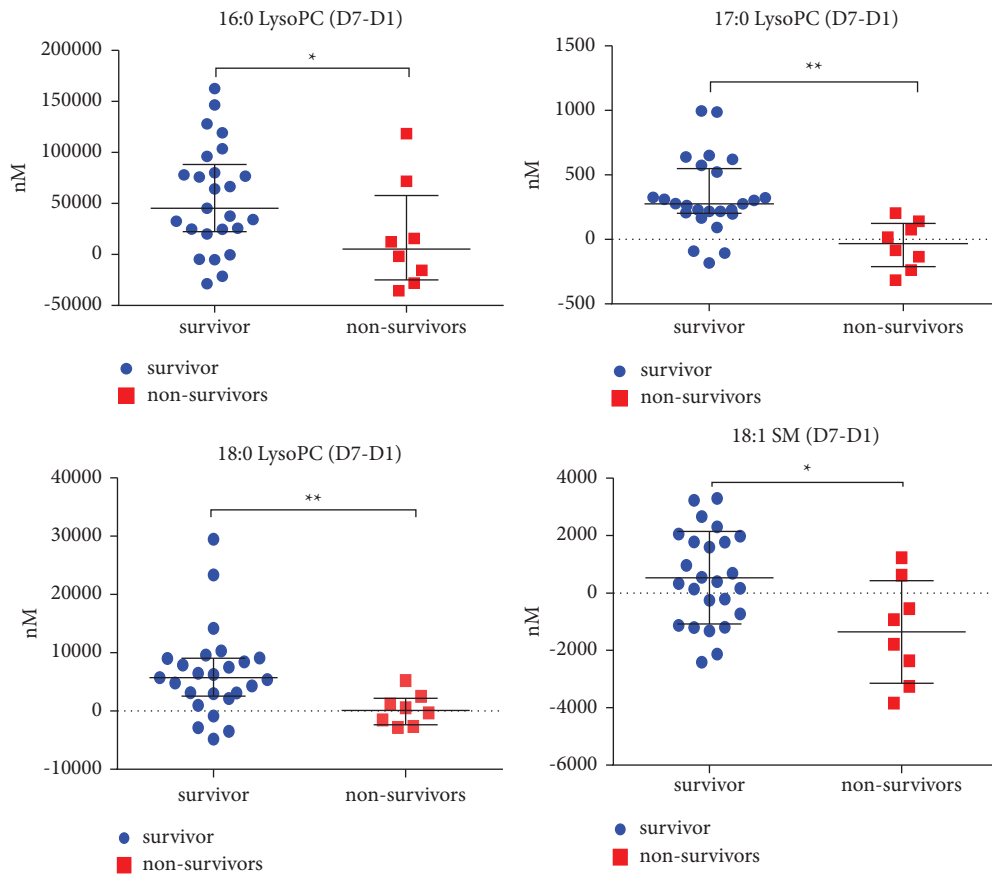 16:0 LysoPC (D7-D1)
200000
150000
100000
50000
0
-50000
nM
*
survivor
non-survivors
survivor
non-survivors
17:0 LysoPC (D7-D1)
1500
1000
500
0
-500
nM
**
survivor
non-survivors
survivor
non-survivors
18:0 LysoPC (D7-D1)
40000
30000
20000
10000
0
-10000
nM
**
survivor
non-survivors
survivor
non-survivors
18:1 SM (D7-D1)
4000
2000
0
-2000
-4000
-6000
nM
*
survivor
non-survivors
survivor
non-survivors